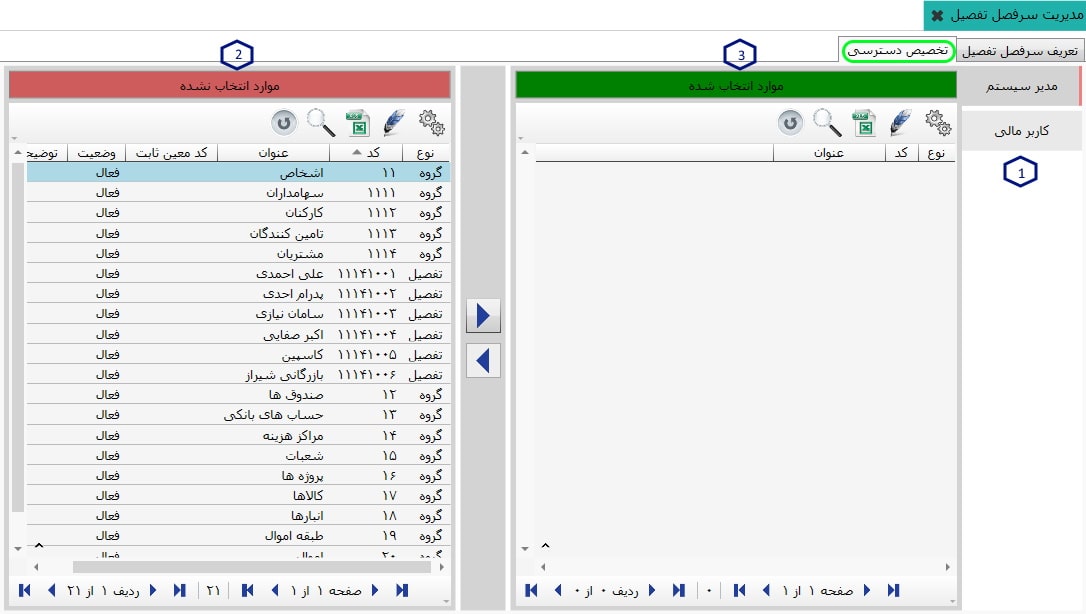 مدیریت سرفصل تفصیل
تعریف سرفصل تفصیل
تخصیص دسترسی
مدیر سیستم
کاربر مالی
1
3
موارد انتخاب شده
نوع کد عنوان
صفحه ۱ از ۱
۰
ردیف ۰ از ۰
2
موارد انتخاب نشده
نوع کد عنوان کد معین ثابت وضعیت توضیح
گروه ۱۱ اشخاص فعال
گروه ۱۱۱۱ سهامداران فعال
گروه ۱۱۱۲ کارکنان فعال
گروه ۱۱۱۳ تامین کنندگان فعال
گروه ۱۱۱۴ مشتریان فعال
تفصیل ۱۱۱۴۱۰۰۱ علی احمدی فعال
تفصیل ۱۱۱۴۱۰۰۲ پدرام احدی فعال
تفصیل ۱۱۱۴۱۰۰۳ سامان نیازی فعال
تفصیل ۱۱۱۴۱۰۰۴ اکبر صفایی فعال
تفصیل ۱۱۱۴۱۰۰۵ کاسپین فعال
تفصیل ۱۱۱۴۱۰۰۶ بازرگانی شیراز فعال
گروه ۱۲ صندوق ها فعال
گروه ۱۳ حساب های بانکی فعال
گروه ۱۴ مراکز هزینه فعال
گروه ۱۵ شعبات فعال
گروه ۱۶ پروژه ها فعال
گروه ۱۷ کالاها فعال
گروه ۱۸ انبارها فعال
گروه ۱۹ طبقه اموال فعال
گروه ۲۰ اموال فعال
صفحه ۱ از ۱
۲۱
ردیف ۱ از ۲۱